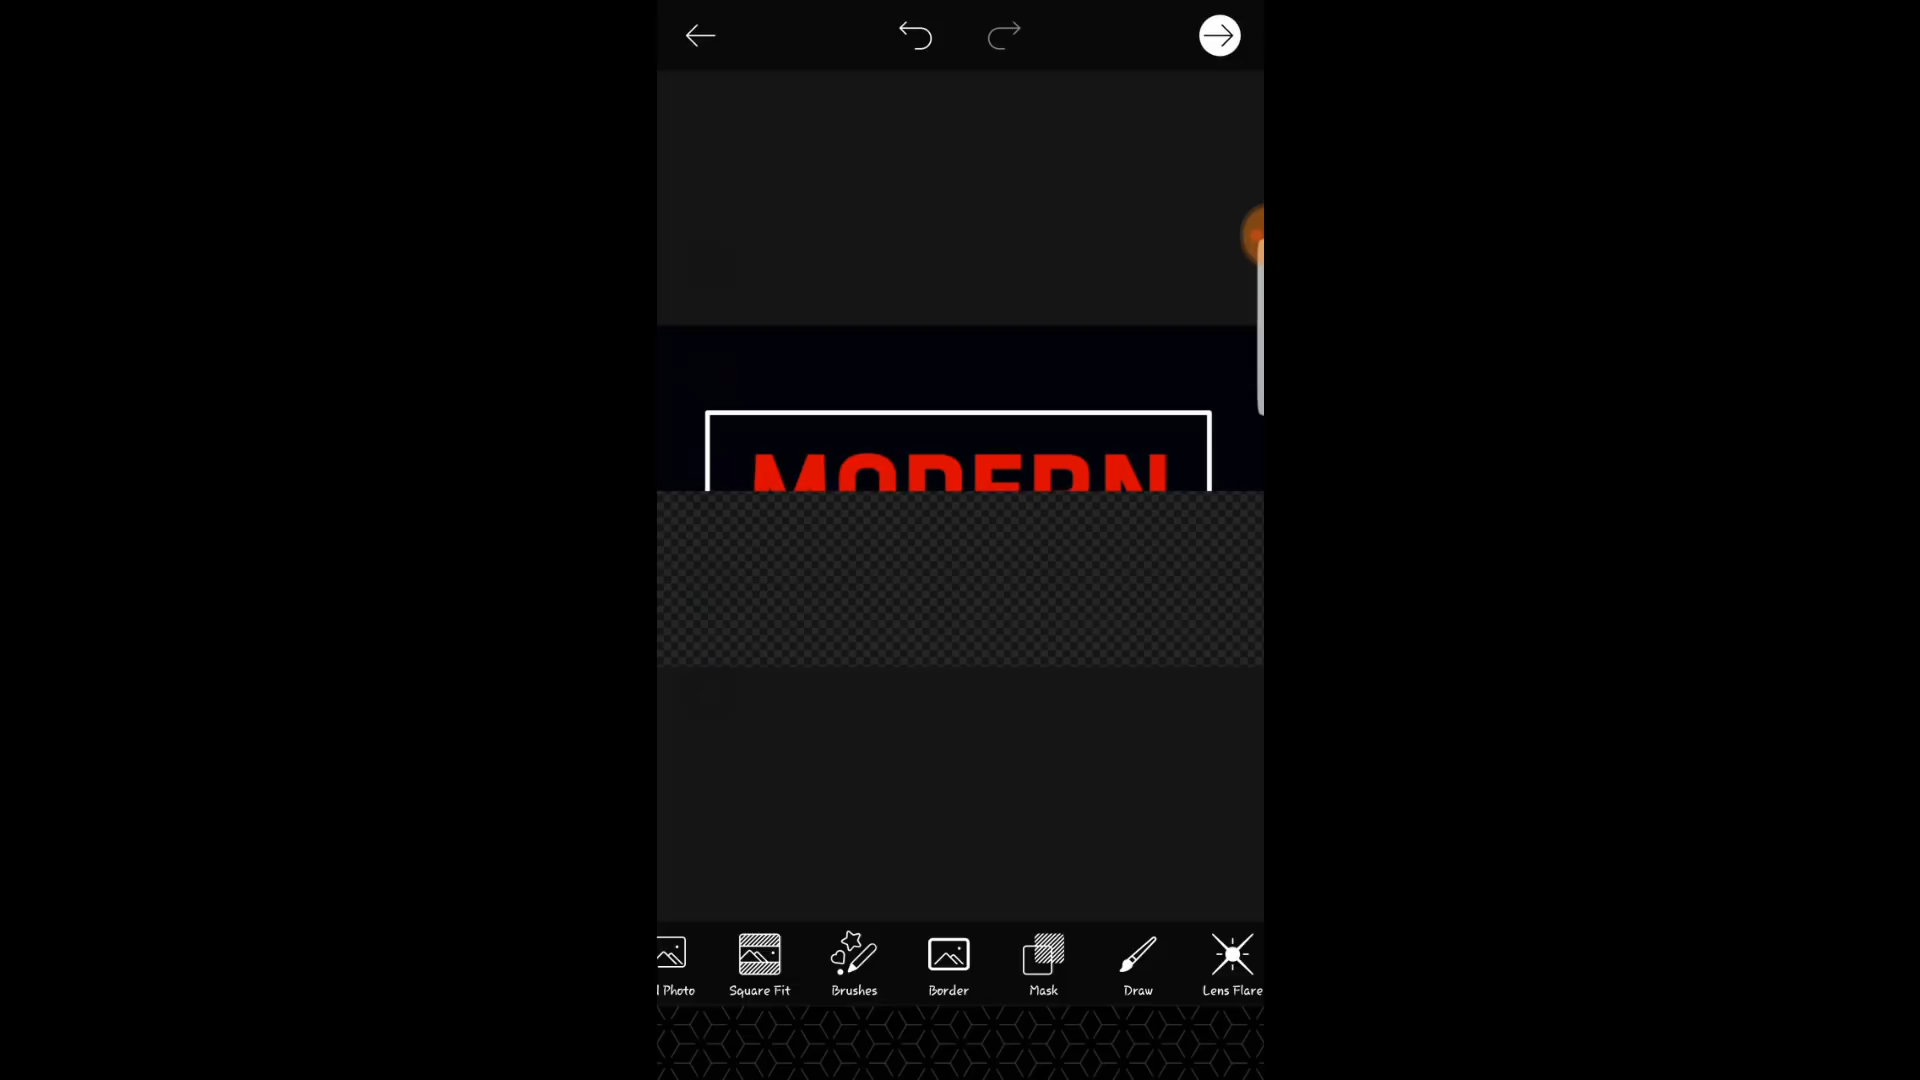 MODERN
l Photo
Square Fit
Brushes
Border
Mask
Draw
Lens Flare